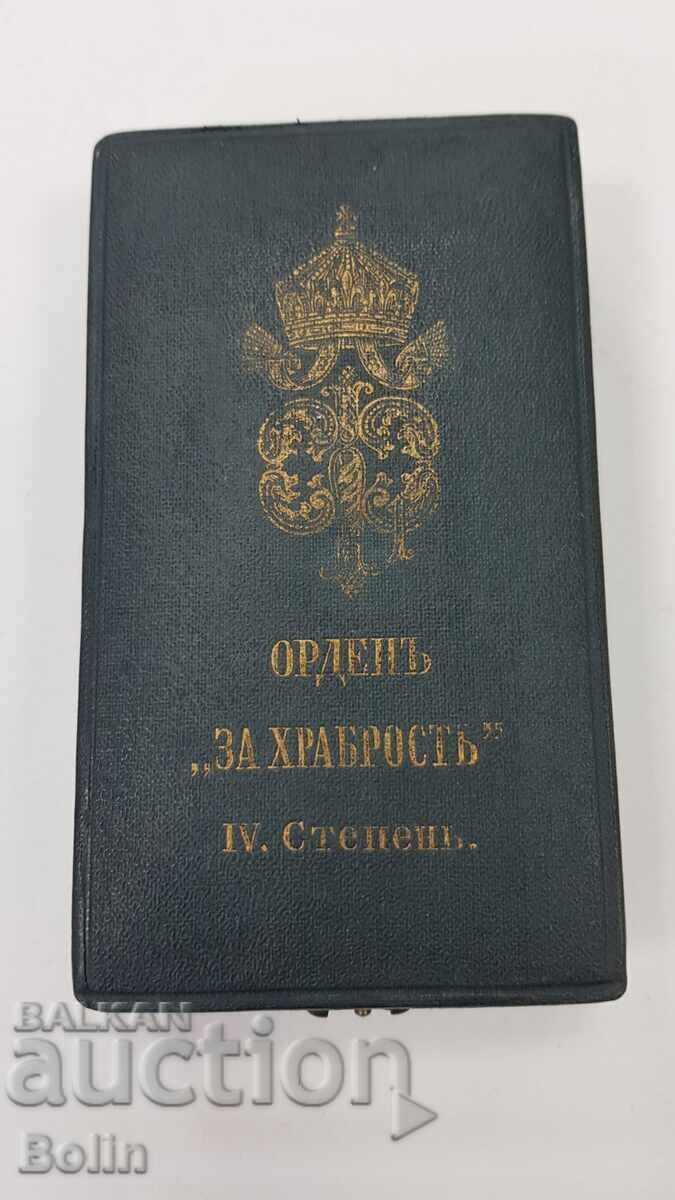 ОРДЕНЪ
„ЗА ХРАБРОСТЬ”
IV. Степень.
BALKAN
auction
Bolin